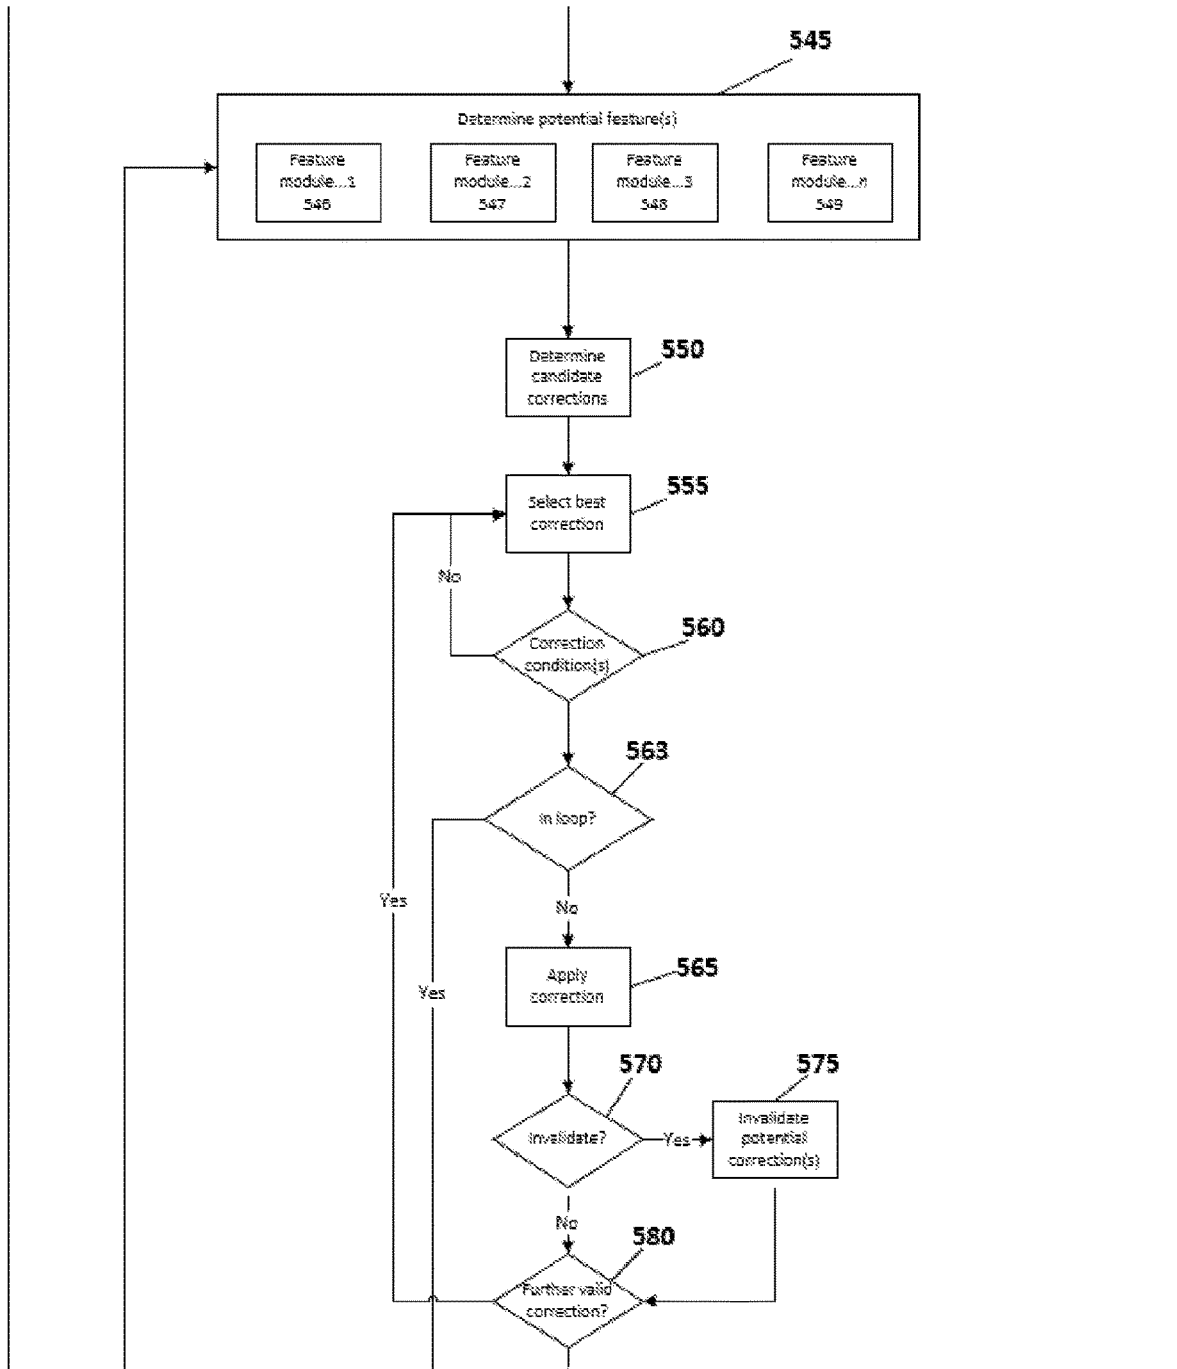 545
Determine potential feature(s)
Feature
module...1
546
Feature
module...2
547
Feature
module...3
548
Feature
module...n
549
Determine
candidate
corrections
550
Select best
correction
555
No
Correction
condition(s)
560
563
In loop?
Yes
No
Apply
correction
565
Yes
570
Invalidate?
Yes
575
Invalidate
potential
correction(s)
No
580
Further valid
correction?